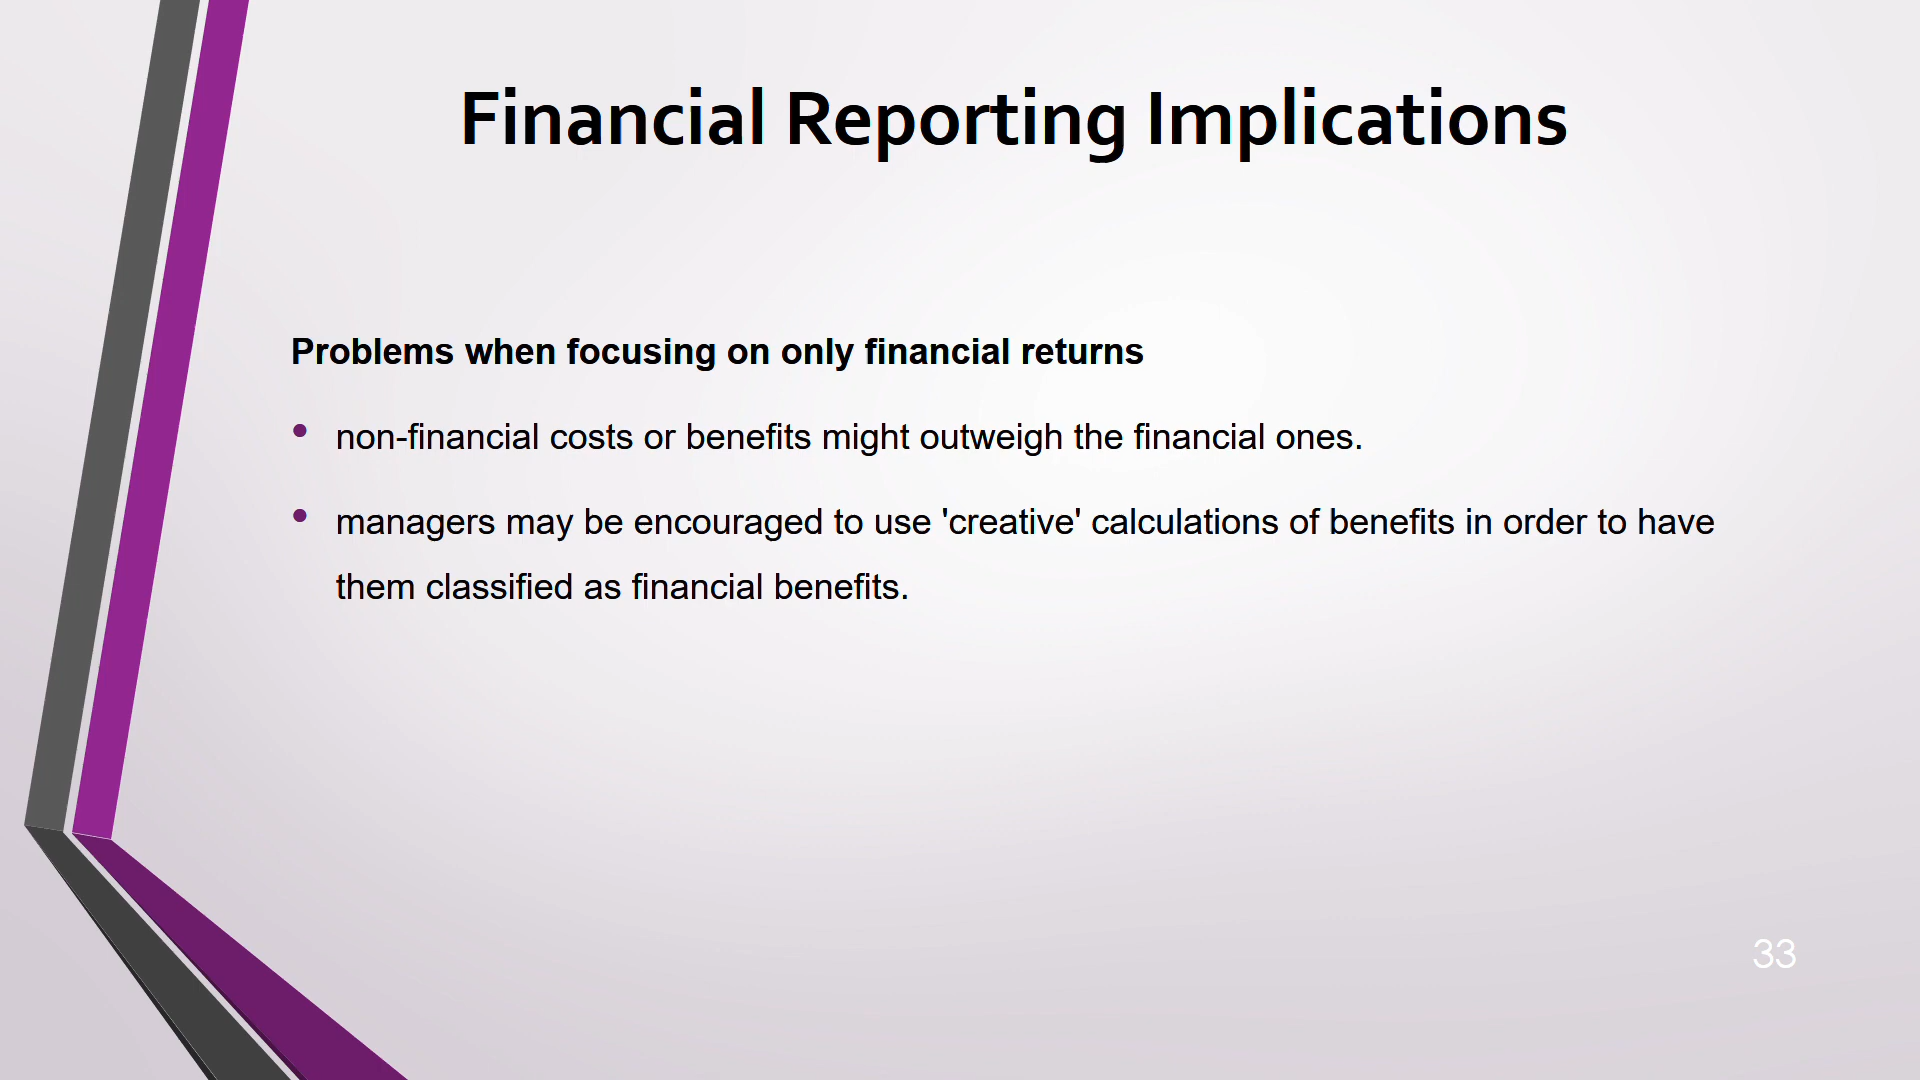 Financial Reporting Implications
Problems when focusing on only financial returns
• non-financial costs or benefits might outweigh the financial ones.
• managers may be encouraged to use 'creative' calculations of benefits in order to have
them classified as financial benefits.
33